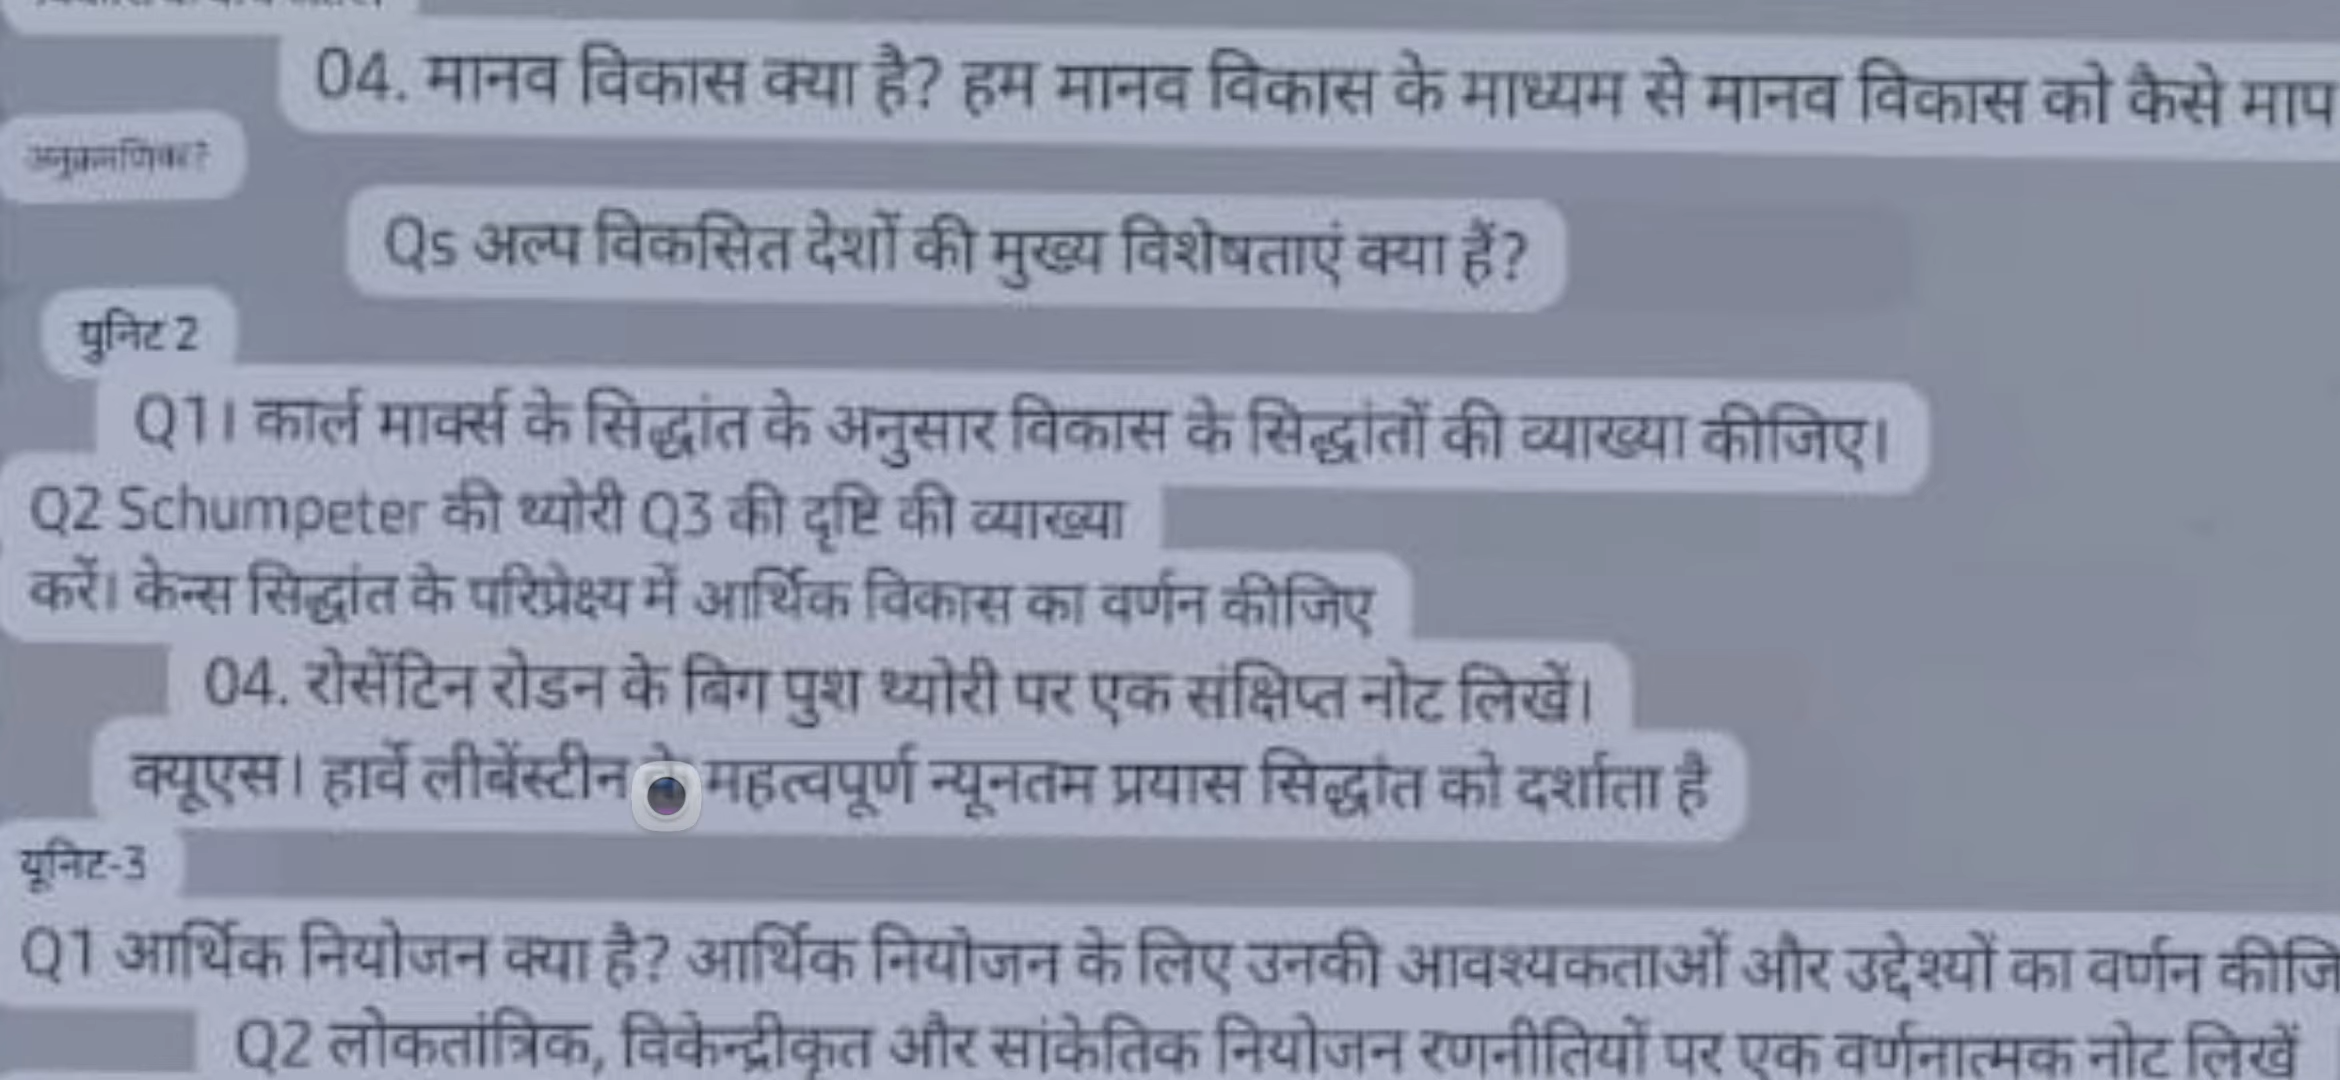 04. मानव विकास क्या है? हम मानव विकास के माध्यम से मानव विकास को कैसे माप
अनुक्रमणिका?
Qs अल्प विकसित देशों की मुख्य विशेषताएं क्या हैं?
युनिट 2
Q1। कार्ल मार्क्स के सिद्धांत के अनुसार विकास के सिद्धांतों की व्याख्या कीजिए।
Q2 Schumpeter की थ्योरी Q3 की दृष्टि की व्याख्या
करें। केन्स सिद्धांत के परिप्रेक्ष्य में आर्थिक विकास का वर्णन कीजिए
04. रोसेंटिन रोडन के बिग पुश थ्योरी पर एक संक्षिप्त नोट लिखें।
क्यूएस। हार्वे लीबेंस्टीन महत्वपूर्ण न्यूनतम प्रयास सिद्धांत को दर्शाता है
यूनिट-3
Q1 आर्थिक नियोजन क्या है? आर्थिक नियोजन के लिए उनकी आवश्यकताओं और उद्देश्यों का वर्णन कीजि
Q2 लोकतांत्रिक, विकेन्द्रीकृत और सांकेतिक नियोजन रणनीतियों पर एक वर्णनात्मक नोट लिखें